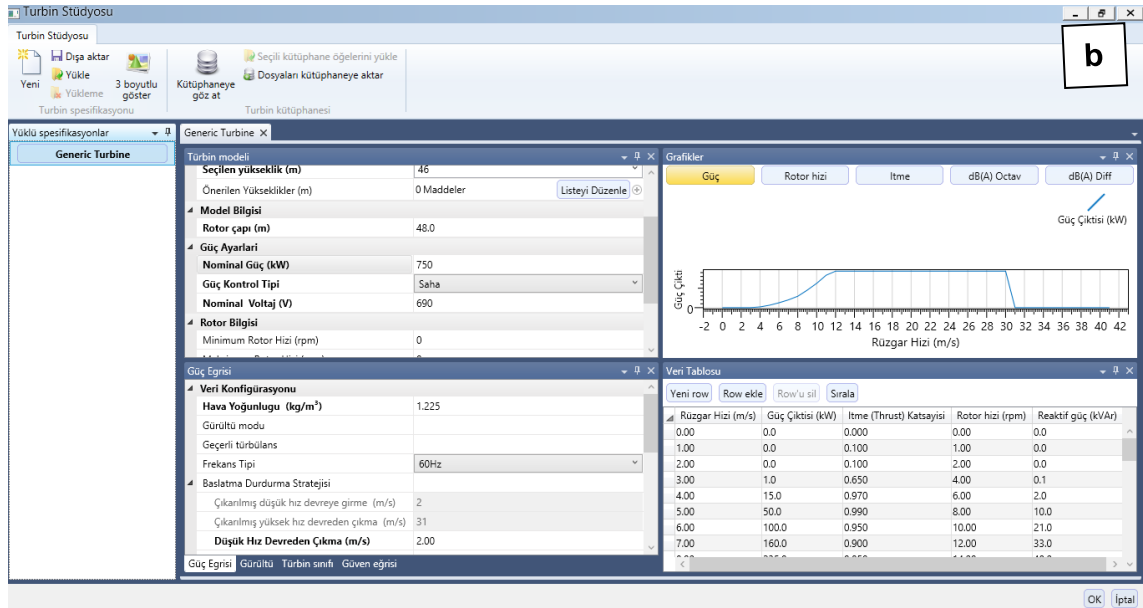 Turbin Stüdyosu
b
Turbin Stüdyosu
Yeni
Dışa aktar
Yükle
Yükleme
3 boyutlu göster
Turbin spesifikasyonu
Kütüphaneye göz at
Seçili kütüphane öğelerini yükle
Dosyaları kütüphaneye aktar
Turbin kütüphanesi
Yüklü spesifikasyonlar
Generic Turbine
Generic Turbine
Türbin modeli
Seçilen yükseklik (m) 46
Önerilen Yükseklikler (m) 0 Maddeler Listeyi Düzenle
Model Bilgisi
Rotor çapı (m) 48.0
Güç Ayarlari
Nominal Güç (kW) 750
Güç Kontrol Tipi Saha
Nominal Voltaj (V) 690
Rotor Bilgisi
Minimum Rotor Hizi (rpm) 0
Grafikler
Güç Rotor hizi Itme dB(A) Octav dB(A) Diff
Güç Çiktisi (kW)
Güç Çikti
0
-2 0 2 4 6 8 10 12 14 16 18 20 22 24 26 28 30 32 34 36 38 40 42
Rüzgar Hizi (m/s)
Güç Egrisi
Veri Konfigürasyonu
Hava Yoğunlugu (kg/m³) 1.225
Gürültü modu
Geçerli türbülans
Frekans Tipi 60Hz
Baslatma Durdurma Stratejisi
Çıkarılmış düşük hız devreye girme (m/s) 2
Çıkarılmış yüksek hız devreden çıkma (m/s) 31
Düşük Hız Devreden Çıkma (m/s) 2.00
Güç Egrisi Gürültü Türbin sınıfı Güven eğrisi
Veri Tablosu
Yeni row Row ekle Row'u sil Sırala
Rüzgar Hizi (m/s) Güç Çiktisi (kW) Itme (Thrust) Katsayisi Rotor hizi (rpm) Reaktif güç (kVAr)
0.00 0.0 0.000 0.00 0.0
1.00 0.0 0.100 1.00 0.0
2.00 0.0 0.100 2.00 0.0
3.00 1.0 0.650 4.00 0.1
4.00 15.0 0.970 6.00 2.0
5.00 50.0 0.990 8.00 10.0
6.00 100.0 0.950 10.00 21.0
7.00 160.0 0.900 12.00 33.0
OK İptal